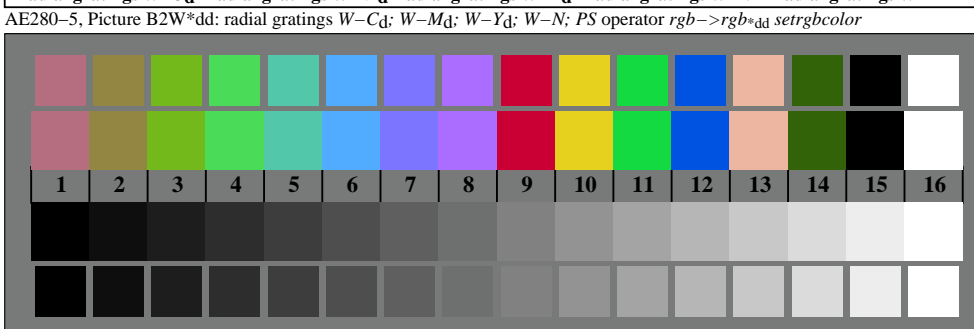 AE280–5, Picture B2W*dd: radial gratings W–Cd; W–Md; W–Yd; W–N; PS operator rgb–>rgb*dd setrgbcolor
1 2 3 4 5 6 7 8 9 10 11 12 13 14 15 16